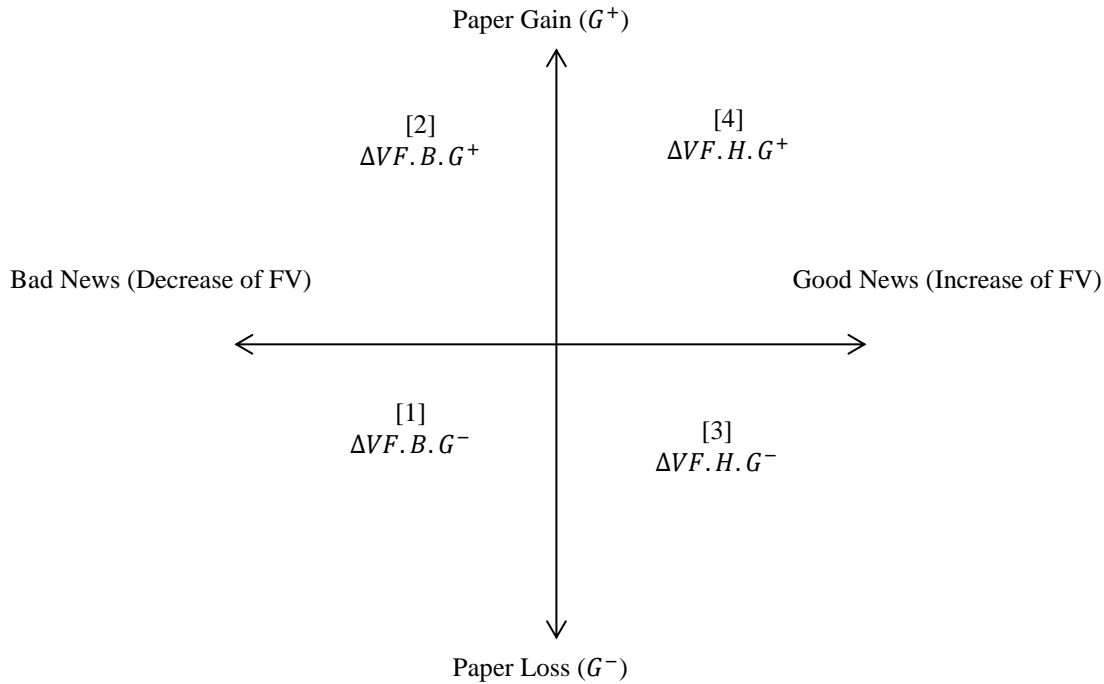 Paper Gain (G⁺)
[2]
ΔVF.B.G⁺
[4]
ΔVF.H.G⁺
Bad News (Decrease of FV)
Good News (Increase of FV)
[1]
ΔVF.B.G⁻
[3]
ΔVF.H.G⁻
Paper Loss (G⁻)